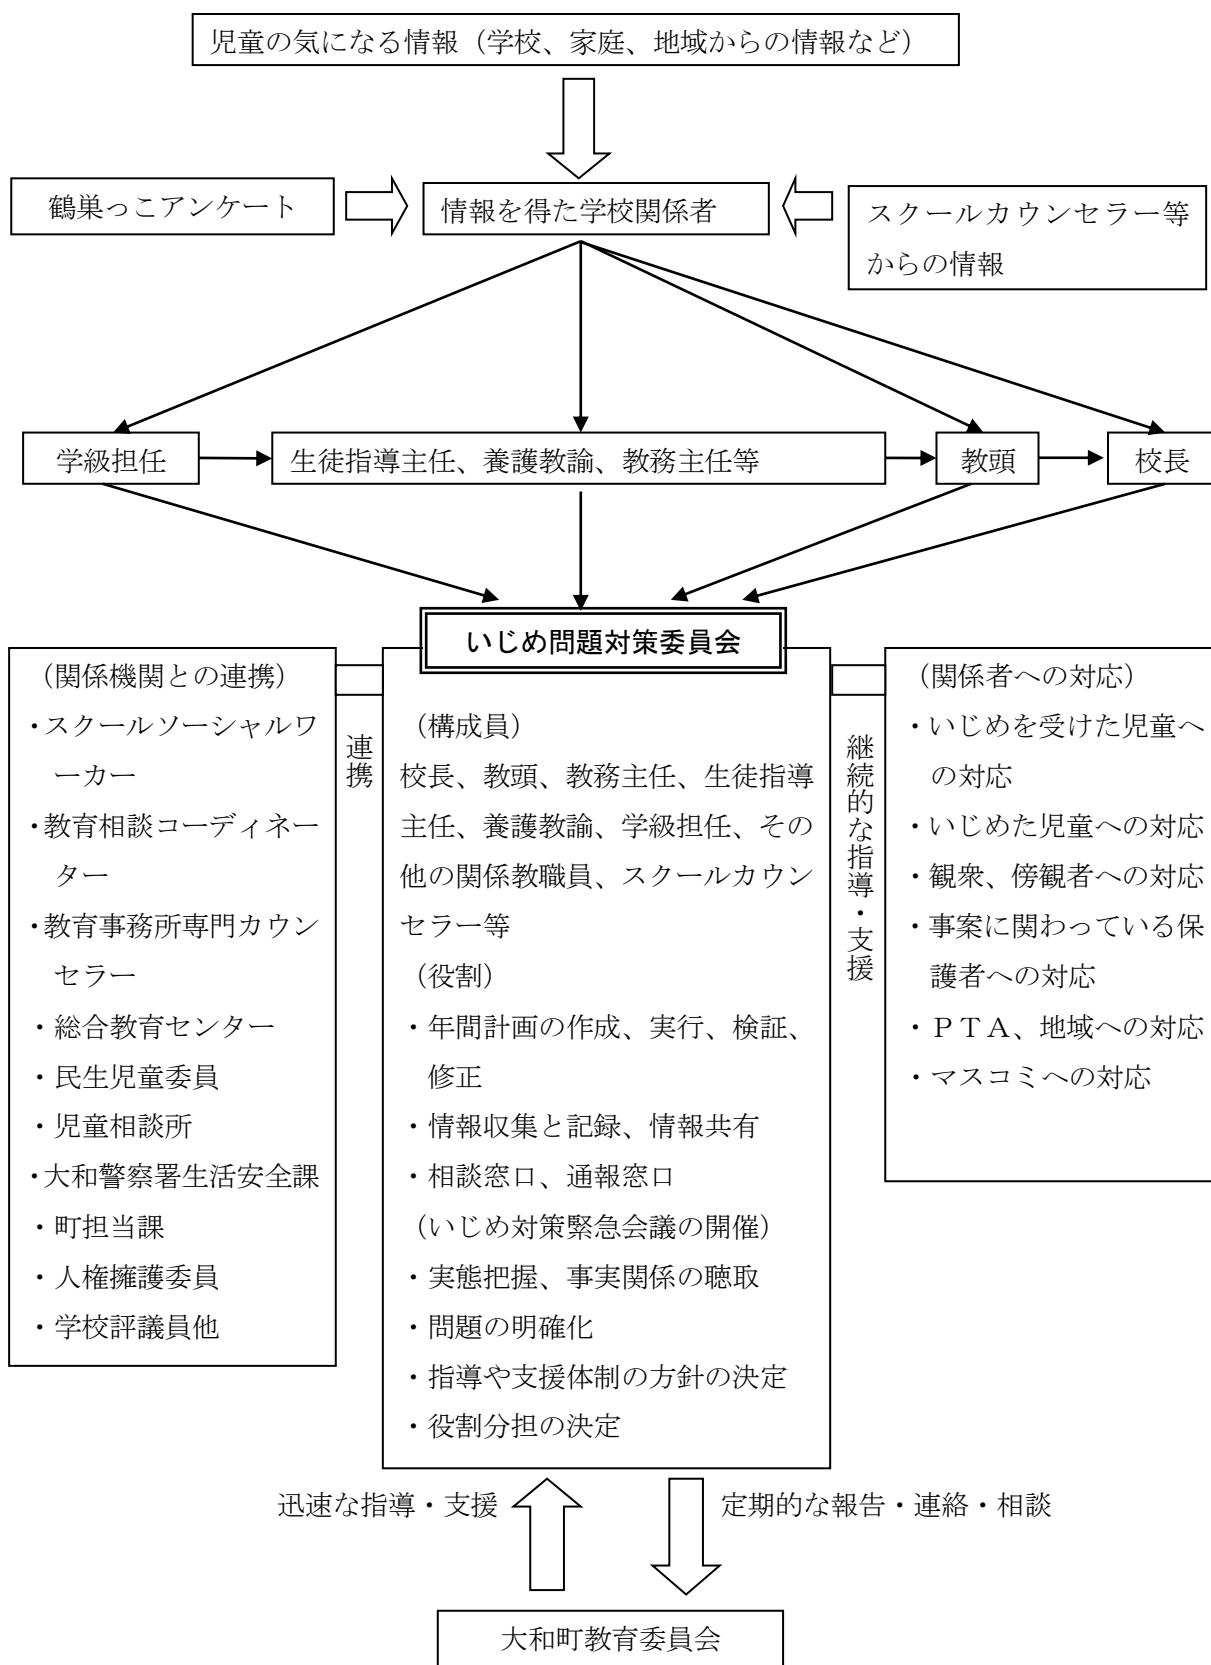 児童の気になる情報（学校、家庭、地域からの情報など）
鶴巣っこアンケート
情報を得た学校関係者
スクールカウンセラー等
からの情報
学級担任
生徒指導主任、養護教諭、教務主任等
教頭
校長
いじめ問題対策委員会
（関係機関との連携）
・スクールソーシャルワ
ーカー
・教育相談コーディネー
ター
・教育事務所専門カウン
セラー
・総合教育センター
・民生児童委員
・児童相談所
・大和警察署生活安全課
・町担当課
・人権擁護委員
・学校評議員他
連携
（構成員）
校長、教頭、教務主任、生徒指導
主任、養護教諭、学級担任、その
他の関係教職員、スクールカウン
セラー等
（役割）
・年間計画の作成、実行、検証、
修正
・情報収集と記録、情報共有
・相談窓口、通報窓口
（いじめ対策緊急会議の開催）
・実態把握、事実関係の聴取
・問題の明確化
・指導や支援体制の方針の決定
・役割分担の決定
継続的な指導・支援
（関係者への対応）
・いじめを受けた児童へ
の対応
・いじめた児童への対応
・観衆、傍観者への対応
・事案に関わっている保
護者への対応
・ＰＴＡ、地域への対応
・マスコミへの対応
迅速な指導・支援
定期的な報告・連絡・相談
大和町教育委員会